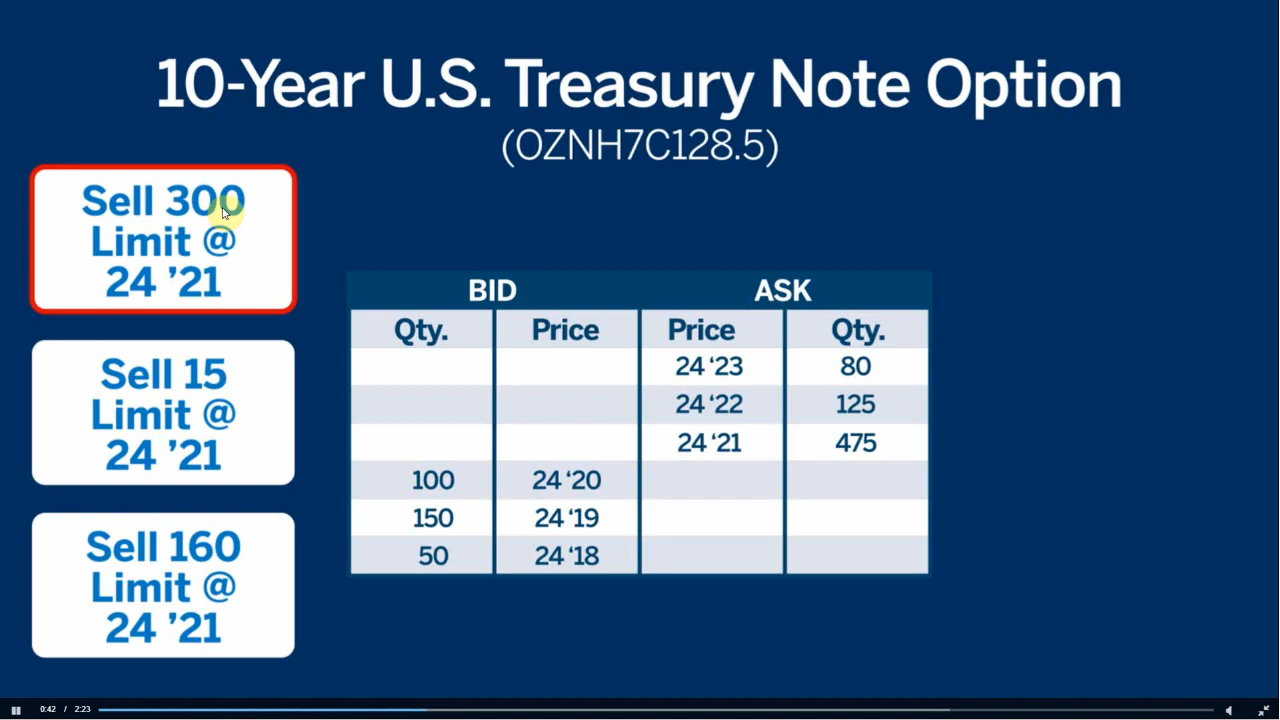 10-Year U.S. Treasury Note Option
(OZNH7C128.5)
Sell 300
Limit @
24 ’21
Sell 15
Limit @
24 ’21
Sell 160
Limit @
24 ’21
BID ASK
Qty. Price Price Qty.
24 ‘23 80
24 ‘22 125
24 ‘21 475
100 24 ‘20
150 24 ‘19
50 24 ‘18
0:42 / 2:23